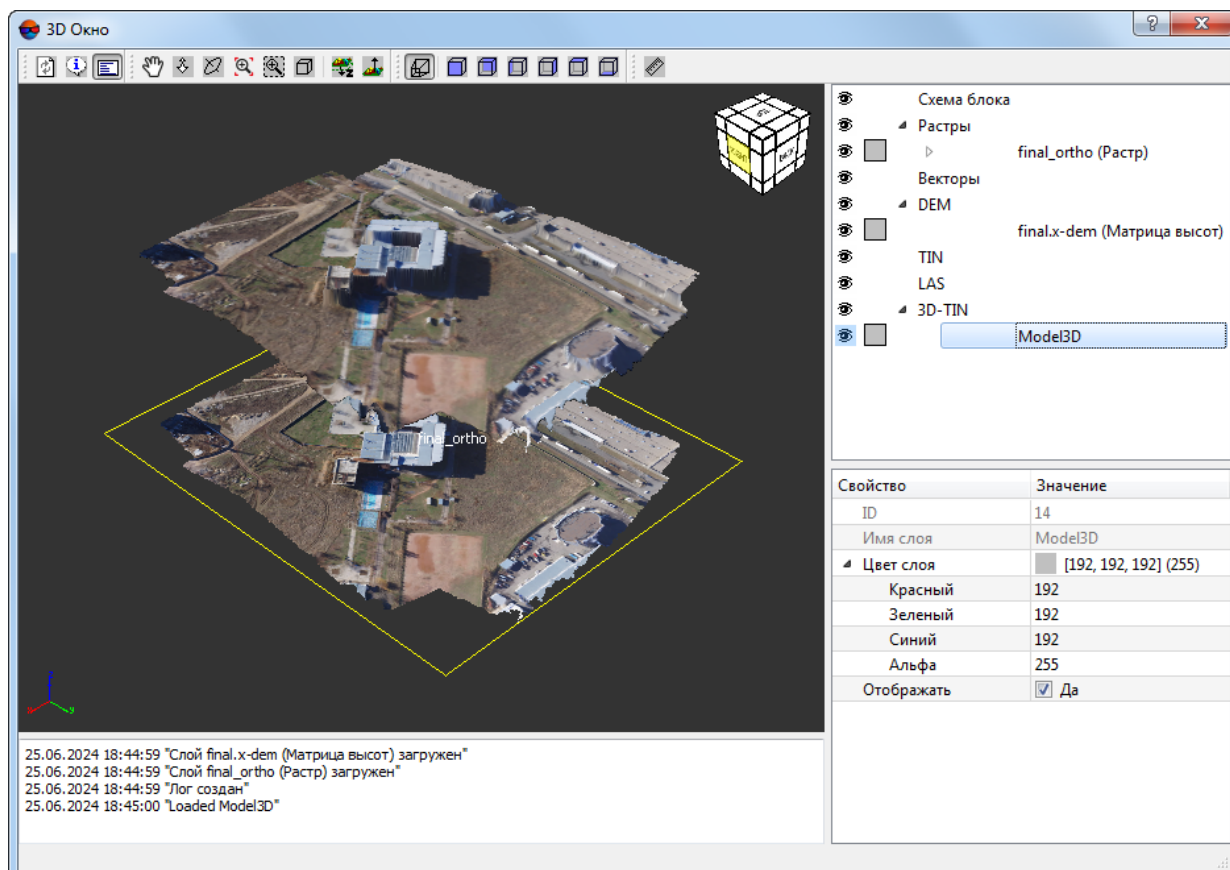 3D Окно
Схема блока
Растры
final_ortho (Растр)
Векторы
DEM
final.x-dem (Матрица высот)
TIN
LAS
3D-TIN
Model3D
final_ortho
Свойство Значение
ID 14
Имя слоя Model3D
Цвет слоя [192, 192, 192] (255)
Красный 192
Зеленый 192
Синий 192
Альфа 255
Отображать Да
25.06.2024 18:44:59 "Слой final.x-dem (Матрица высот) загружен"
25.06.2024 18:44:59 "Слой final_ortho (Растр) загружен"
25.06.2024 18:44:59 "Лог создан"
25.06.2024 18:45:00 "Loaded Model3D"